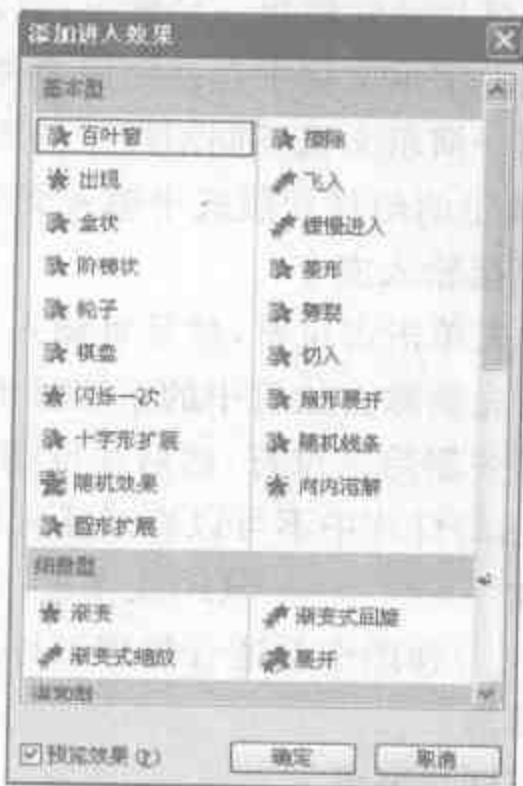 添加进入效果
基本型
百叶窗 擦除
出现 飞入
盒状 缓慢进入
阶梯状 菱形
轮子 劈裂
棋盘 切入
闪烁一次 扇形展开
十字形扩展 随机线条
随机效果 向内溶解
圆形扩展
细微型
渐变 渐变式回旋
渐变式缩放 展开
温和型
预览效果(P) 确定 取消